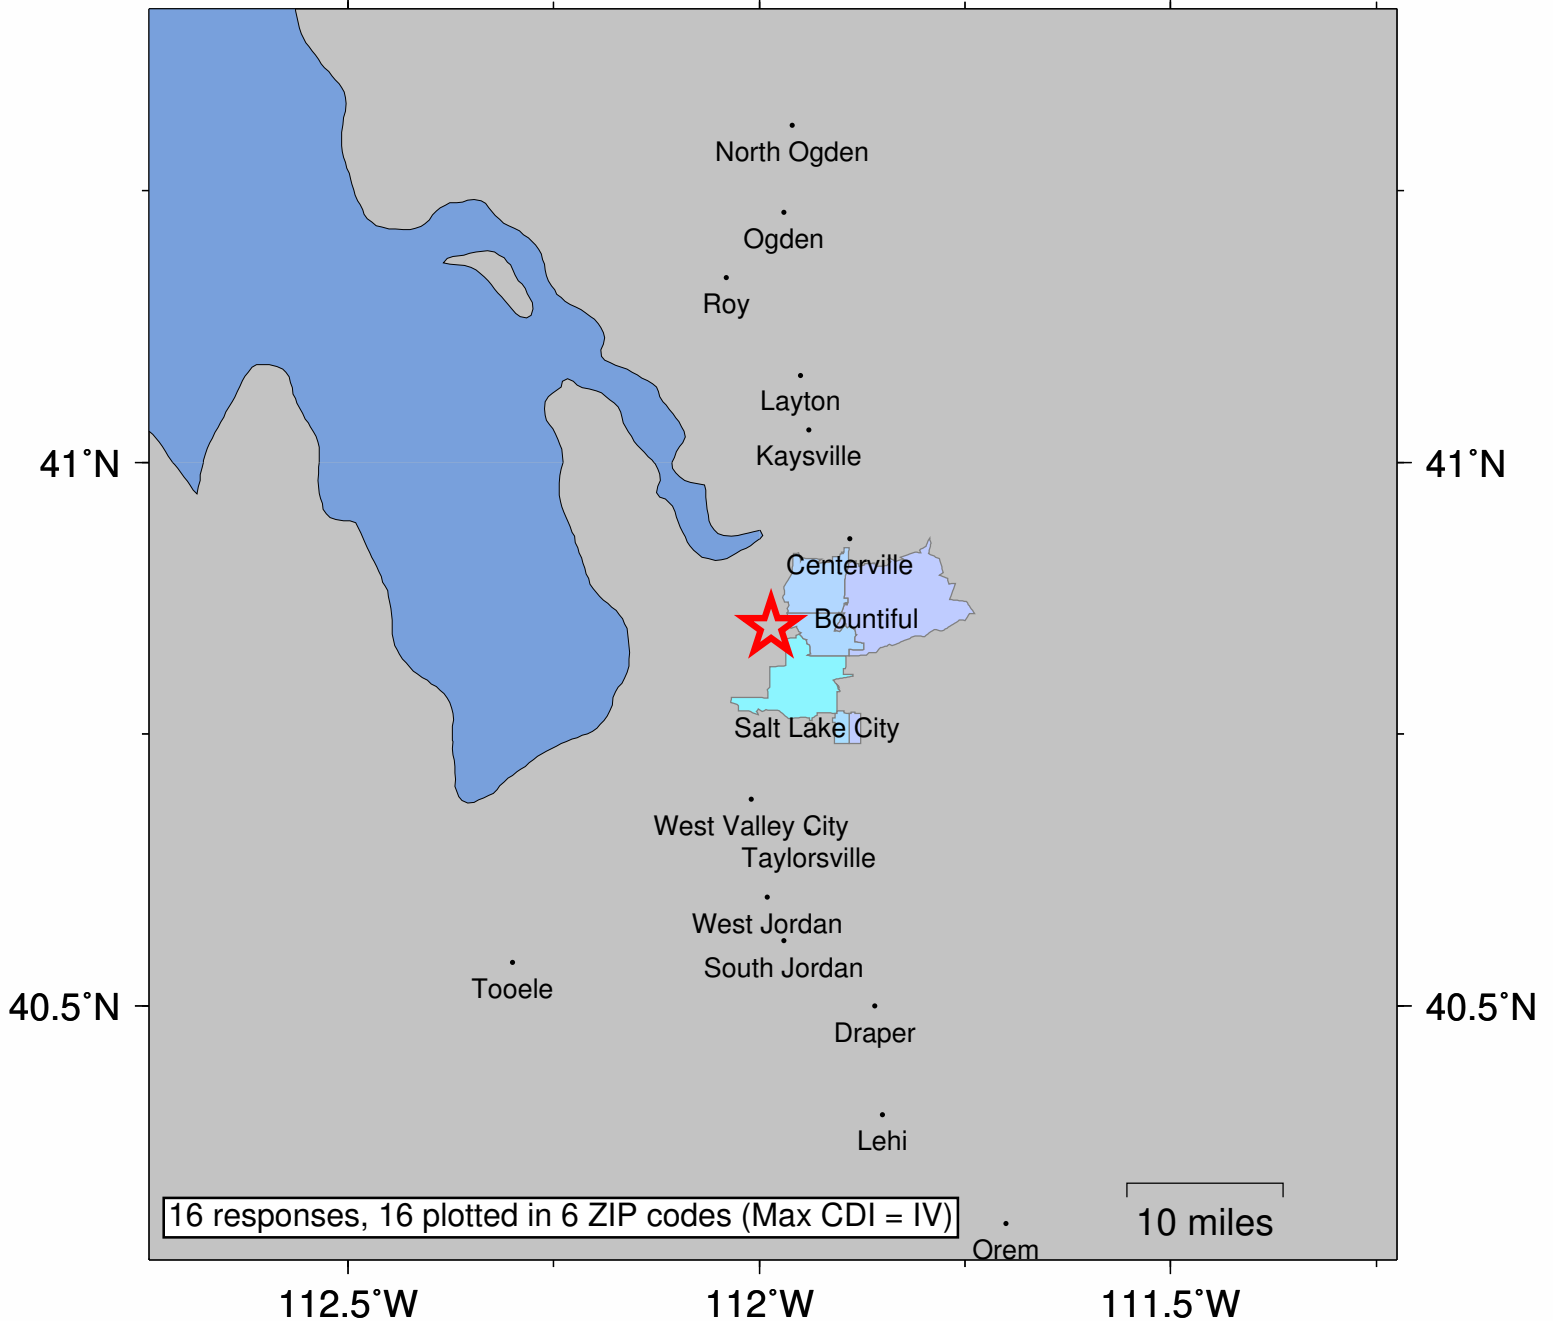 North Ogden
Ogden
Roy
Layton
Kaysville
41˚N
41˚N
Centerville
Bountiful
Salt Lake City
West Valley City
Taylorsville
West Jordan
South Jordan
Tooele
40.5˚N
40.5˚N
Draper
Lehi
16 responses, 16 plotted in 6 ZIP codes (Max CDI = IV)
10 miles
Orem
112.5˚W
112˚W
111.5˚W